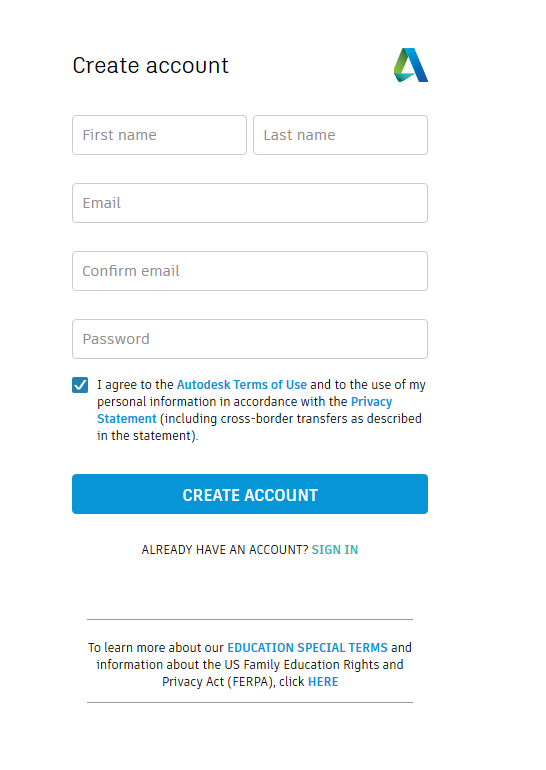 Create account
First name Last name
Email
Confirm email
Password
I agree to the Autodesk Terms of Use and to the use of my
personal information in accordance with the Privacy
Statement (including cross-border transfers as described
in the statement).
CREATE ACCOUNT
ALREADY HAVE AN ACCOUNT? SIGN IN
To learn more about our EDUCATION SPECIAL TERMS and
information about the US Family Education Rights and
Privacy Act (FERPA), click HERE